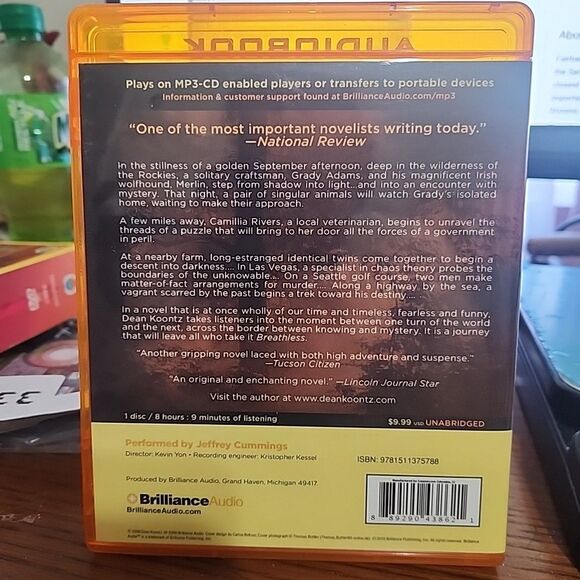 AUDIOBOOK
Plays on MP3-CD enabled players or transfers to portable devices
Information & customer support found at BrillianceAudio.com/mp3
"One of the most important novelists writing today."
—National Review
In the stillness of a golden September afternoon, deep in the wilderness of
the Rockies, a solitary craftsman, Grady Adams, and his magnificent Irish
wolfhound, Merlin, step from shadow into light...and into an encounter with
mystery. That night, a pair of singular animals will watch Grady's isolated
home, waiting to make their approach.
A few miles away, Camillia Rivers, a local veterinarian, begins to unravel the
threads of a puzzle that will bring to her door all the forces of a government
in peril.
At a nearby farm, long-estranged identical twins come together to begin a
descent into darkness.... In Las Vegas, a specialist in chaos theory probes the
boundaries of the unknowable.... On a Seattle golf course, two men make
matter-of-fact arrangements for murder.... Along a highway by the sea, a
vagrant scarred by the past begins a trek toward his destiny....
In a novel that is at once wholly of our time and timeless, fearless and funny,
Dean Koontz takes listeners into the moment between one turn of the world
and the next, across the border between knowing and mystery. It is a journey
that will leave all who take it Breathless.
"Another gripping novel laced with both high adventure and suspense."
—Tucson Citizen
"An original and enchanting novel." —Lincoln Journal Star
Visit the author at www.deankoontz.com
1 disc / 8 hours : 9 minutes of listening
$9.99 USD UNABRIDGED
Performed by Jeffrey Cummings
Director: Kevin Yon • Recording engineer: Kristopher Kessel
ISBN: 9781511375788
Produced by Brilliance Audio, Grand Haven, Michigan 49417.
BrillianceAudio
BrillianceAudio.com
8 89290 43862 1